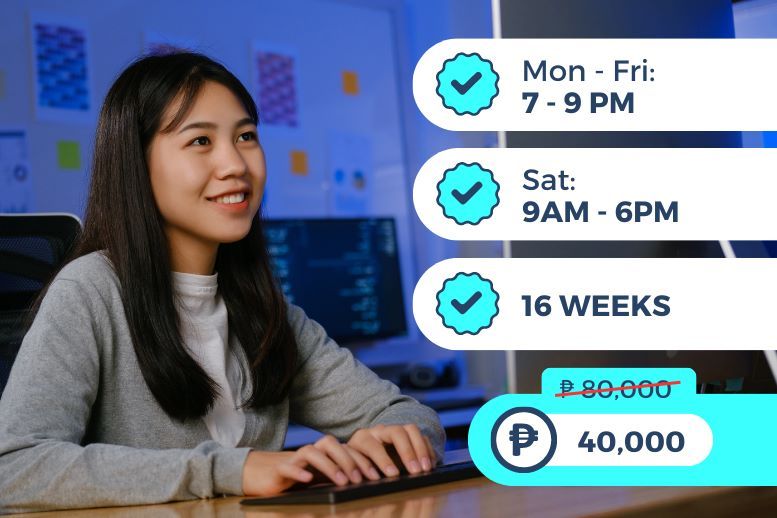 Mon - Fri:
7 - 9 PM
Sat:
9AM - 6PM
16 WEEKS
₱ 80,000
₱ 40,000